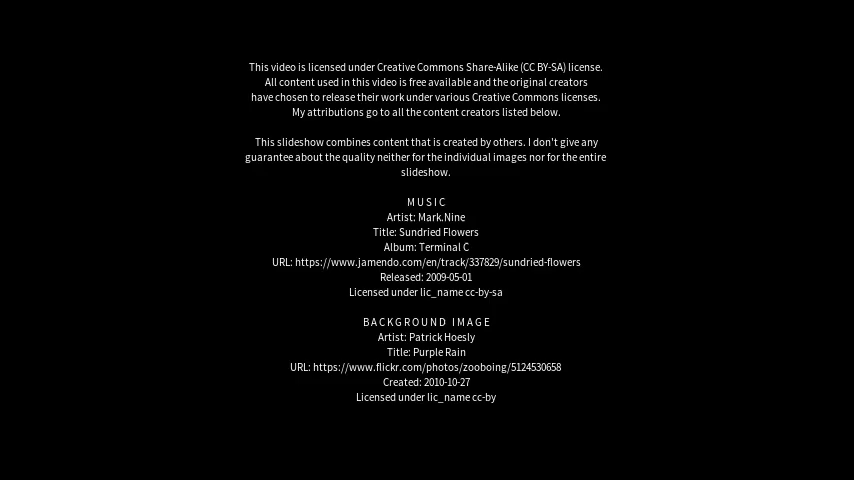 This video is licensed under Creative Commons Share-Alike (CC BY-SA) license.
All content used in this video is free available and the original creators
have chosen to release their work under various Creative Commons licenses.
My attributions go to all the content creators listed below.
This slideshow combines content that is created by others. I don't give any
guarantee about the quality neither for the individual images nor for the entire
slideshow.
MUSIC
Artist: Mark.Nine
Title: Sundried Flowers
Album: Terminal C
URL: https://www.jamendo.com/en/track/337829/sundried-flowers
Released: 2009-05-01
Licensed under lic_name cc-by-sa
BACKGROUND IMAGE
Artist: Patrick Hoesly
Title: Purple Rain
URL: https://www.flickr.com/photos/zooboing/5124530658
Created: 2010-10-27
Licensed under lic_name cc-by